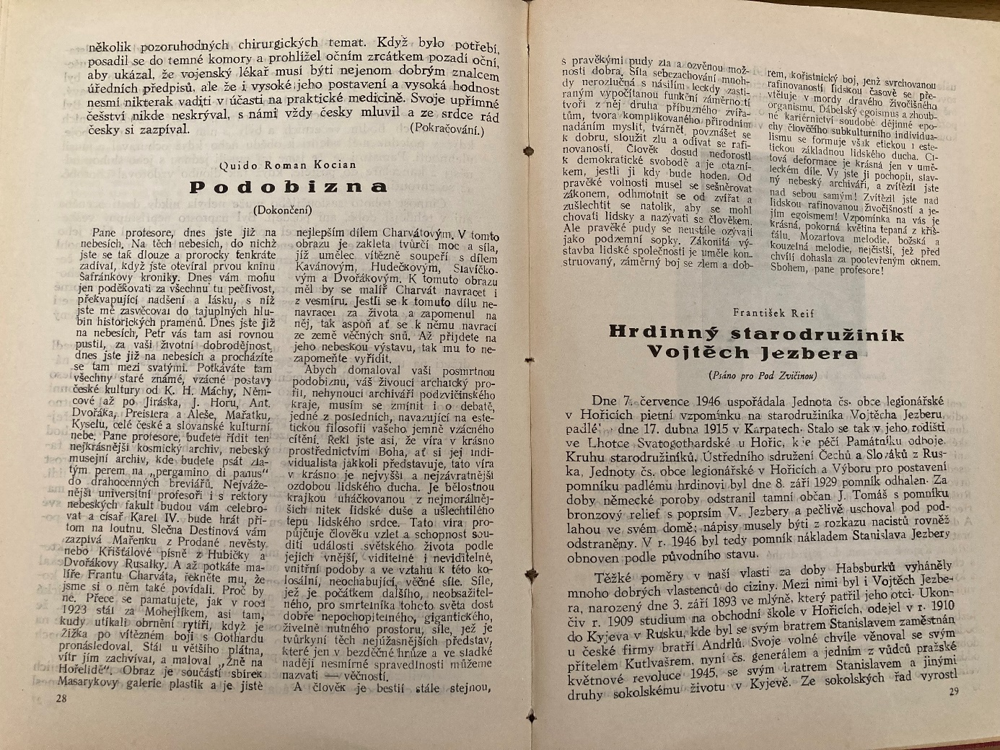 několik pozoruhodných chirurgických temat. Když bylo potřebí,
posadil se do temné komory a prohlížel očním zrcátkem pozadí oční,
aby ukázal, že vojenský lékař musí býti nejenom dobrým znalcem
úředních předpisů, ale že i vysoké jeho postavení a vysoká hodnost
nesmí nikterak vaditi v účasti na praktické medicině. Svoje upřímné
češství nikde neskrýval, s námi vždy česky mluvil a ze srdce rád
česky si zazpíval. (Pokračování.)
Quido Roman Kocian
Podobizna
(Dokončení)
Pane profesore, dnes jste již na
nebesích. Na těch nebesích, do nichž
jste se tak dlouze a prorocky tenkráte
zadíval, když jste otevíral prvou knihu
Šafránkovy kroniky. Dnes vám mohu
jen poděkovati za všechnu tu pečlivost,
překvapující nadšení a lásku, s níž
jste mě zasvěcoval do tajuplných hlu-
bin historických pramenů. Dnes jste již
na nebesích, Petr vás tam asi rovnou
pustil, za vaši životní dobrodějnost,
dnes jste již na nebesích a procházíte
se tam mezi svatými. Potkáváte tam
všechny staré známé, vzácné postavy
české kultury od K. H. Máchy, Něm-
cové až po Jiráska, J. Horu, Ant.
Dvořáka, Preislera a Aleše, Mařatku,
Kyselu, celé české a slovanské kulturní
nebe. Pane profesore, budete řídit ten
nejkrásnější kosmický archiv, nebeský
musejní archiv, kde budete psát zla-
tým perem na „pergamino di panus"
do drahocenných breviářů. Nejváže-
nější universitní profesoři i s rektory
nebeských fakult budou vám celebro-
vat a císař Karel IV. bude hrát při-
tom na loutnu. Slečna Destinová vám
zazpívá Mařenku z Prodané nevěsty
nebo Křišťálové písně z Hubičky a
Dvořákovy Rusalky. A až potkáte ma-
líře Frantu Charváta, řekněte mu, že
jsme si o něm také povídali. Proč by
ne. Přece se pamatujete, jak v roce
1923 stál za Mohejlíkem, asi tam,
kudy utíkali obrnění rytíři, když je
Žižka po vítězném boji s Gothardu
pronásledoval. Stál u většího plátna,
vítr jím zachvíval, a maloval „Žně na
Hořelidě". Obraz je součástí sbírek
Masarykovy galerie plastik a je jistě
nejlepším dílem Charvátovým. V tomto
obrazu je zakleta tvůrčí moc a síla,
jíž umělec vítězně soupeří s dílem
Kavánovým, Hudečkovým, Slavíčko-
vým a Dvořákovým. K tomuto obrazu
měl by se malíř Charvát navracet i
z vesmíru. Jestli se k tomuto dílu ne-
navracel za života a zapomenul na
něj, tak aspoň ať se k němu navrací
ze země věčných snů. Až přijdete na
jeho nebeskou výstavu, tak mu to ne-
zapomeňte vyřídit.
Abych domaloval vaši posmrtnou
podobiznu, váš živoucí archaický pro-
fil, nehynoucí archiváři podzvičinského
kraje, musím se zmínit i o debatě,
jedné z posledních, navazující na este-
tickou filosofii vašeho jemně vzácného
cítění. Řekl jste asi, že víra v krásno
prostřednictvím Boha, ať si jej indi-
vidualista jakkoli představuje, tato víra
v krásno je nejvyšší a nejzávratnější
ozdobou lidského ducha. Je bělostnou
krajkou uháčkovanou z nejmorálněj-
ších nitek lidské duše a ušlechtilého
tepu lidského srdce. Tato víra pro-
půjčuje člověku vzlet a schopnost sou-
diti události světského života podle
jejich vnější, viditelné i neviditelné,
vnitřní podoby a ve vztahu k této ko-
losální, neochabující, věčné síle. Síle,
jež je počátkem dalšího, neobsažitel-
ného, pro smrtelníka tohoto světa dost
dobře nepochopitelného, gigantického,
živelně nutného prostoru, síle, jež je
tvůrkyní těch nejúžasnějších představ,
které jen v bezděčné hrůze a ve sladké
naději nesmírné spravedlnosti můžeme
nazvati — věčností.
A člověk je bestií stále stejnou,
28
s pravěkými pudy zla a ozvěnou mož-
nosti dobra. Síla sebezachování mnoh-
dy nerozlučná s násilím leckdy zasti-
raným vypočítanou funkční záměrností
tvoří z něj druha příbuzného zvířa-
tům, tvora komplikovaného přírodním
nadáním myslit, tvárnět, povznášet se
k dobru, sloužit zlu a odívat se rafi-
novaností. Člověk dosud nedorostl
k demokratické svobodě a je otazní-
kem, jestli jí kdy bude hoden. Od
pravěké volnosti musel se sešněrovat
zákonem, odhmotnit se od zvířat a
zušlechtit se natolik, aby se mohl
chovati lidsky a nazývati se člověkem.
Ale pravěké pudy se neustále ozývají
jako podzemní sopky. Zákonitá vý-
stavba lidské společnosti je uměle kon-
struovaný, záměrný boj se zlem a dob-
rem, kořistnický boj, jenž svrchovanou
rafinovaností lidskou časově se pře-
vtěluje v mordy dravého živočišného
organismu. Ďábelský egoismus a zhoub-
né kariérnictví soudobé dějinné epo-
chy člověčího subkulturního individua-
lismu se formuje však etickou i este-
tickou základnou lidského ducha. Ci-
tová deformace je krásná jen v umě-
leckém díle. Vy jste ji pochopil, slav-
ný nebeský archiváři, a zvítězil jste
nad sebou samým! Zvítězil jste nad
lidskou rafinovanou živočišností a je-
jím egoismem! Vzpomínka na vás je
krásná, pokorná květina tepaná z křiš-
ťálu. Mozartova melodie, božská a
kouzelná melodie, nejčistší, jež před
chvílí dohasla za pootevřeným oknem.
Sbohem, pane profesore!
František Reif
Hrdinný starodružiník
Vojtěch Jezbera
(Psáno pro Pod Zvičinou)
Dne 7. července 1946 uspořádala Jednota čs. obce legionářské
v Hořicích pietní vzpomínku na starodružiníka Vojtěcha Jezberu,
padlé dne 17. dubna 1915 v Karpatech. Stalo se tak v jeho rodišti
ve Lhotce Svatogothardské u Hořic, kde péčí Památníku odboje,
Kruhu starodružiníků, Ústředního sdružení Čechů a Slováků z Rus-
ka, Jednoty čs. obce legionářské v Hořicích a Výboru pro postavení
pomníku padlému hrdinovi byl dne 8. září 1929 pomník odhalen. Za
doby německé poroby odstranil tamní občan J. Tomáš s pomníku
bronzový relief s poprsím V. Jezbery a pečlivě uschoval pod pod-
lahou ve svém domě; nápisy musely býti z rozkazu nacistů rovněž
odstraněny. V r. 1946 byl tedy pomník nákladem Stanislava Jezbery
obnoven podle původního stavu.
Těžké poměry v naší vlasti za doby Habsburků vyháněly
mnoho dobrých vlastenců do ciziny. Mezi nimi byl i Vojtěch Jezbe-
ra, narozený dne 3. září 1893 ve mlýně, který patřil jeho otci. Ukon-
čiv r. 1909 studium na obchodní škole v Hořicích, odejel v r. 1910
do Kyjeva v Rusku, kde byl se svým bratrem Stanislavem zaměstnán
u české firmy bratří Andrlů. Svoje volné chvíle věnoval se svým
přítelem Kutlvašrem, nyní čs. generálem a jedním z vůdců pražské
květnové revoluce 1945, se svým bratrem Stanislavem a jinými
druhy sokolskému životu v Kyjevě. Ze sokolských řad vyrostl
29